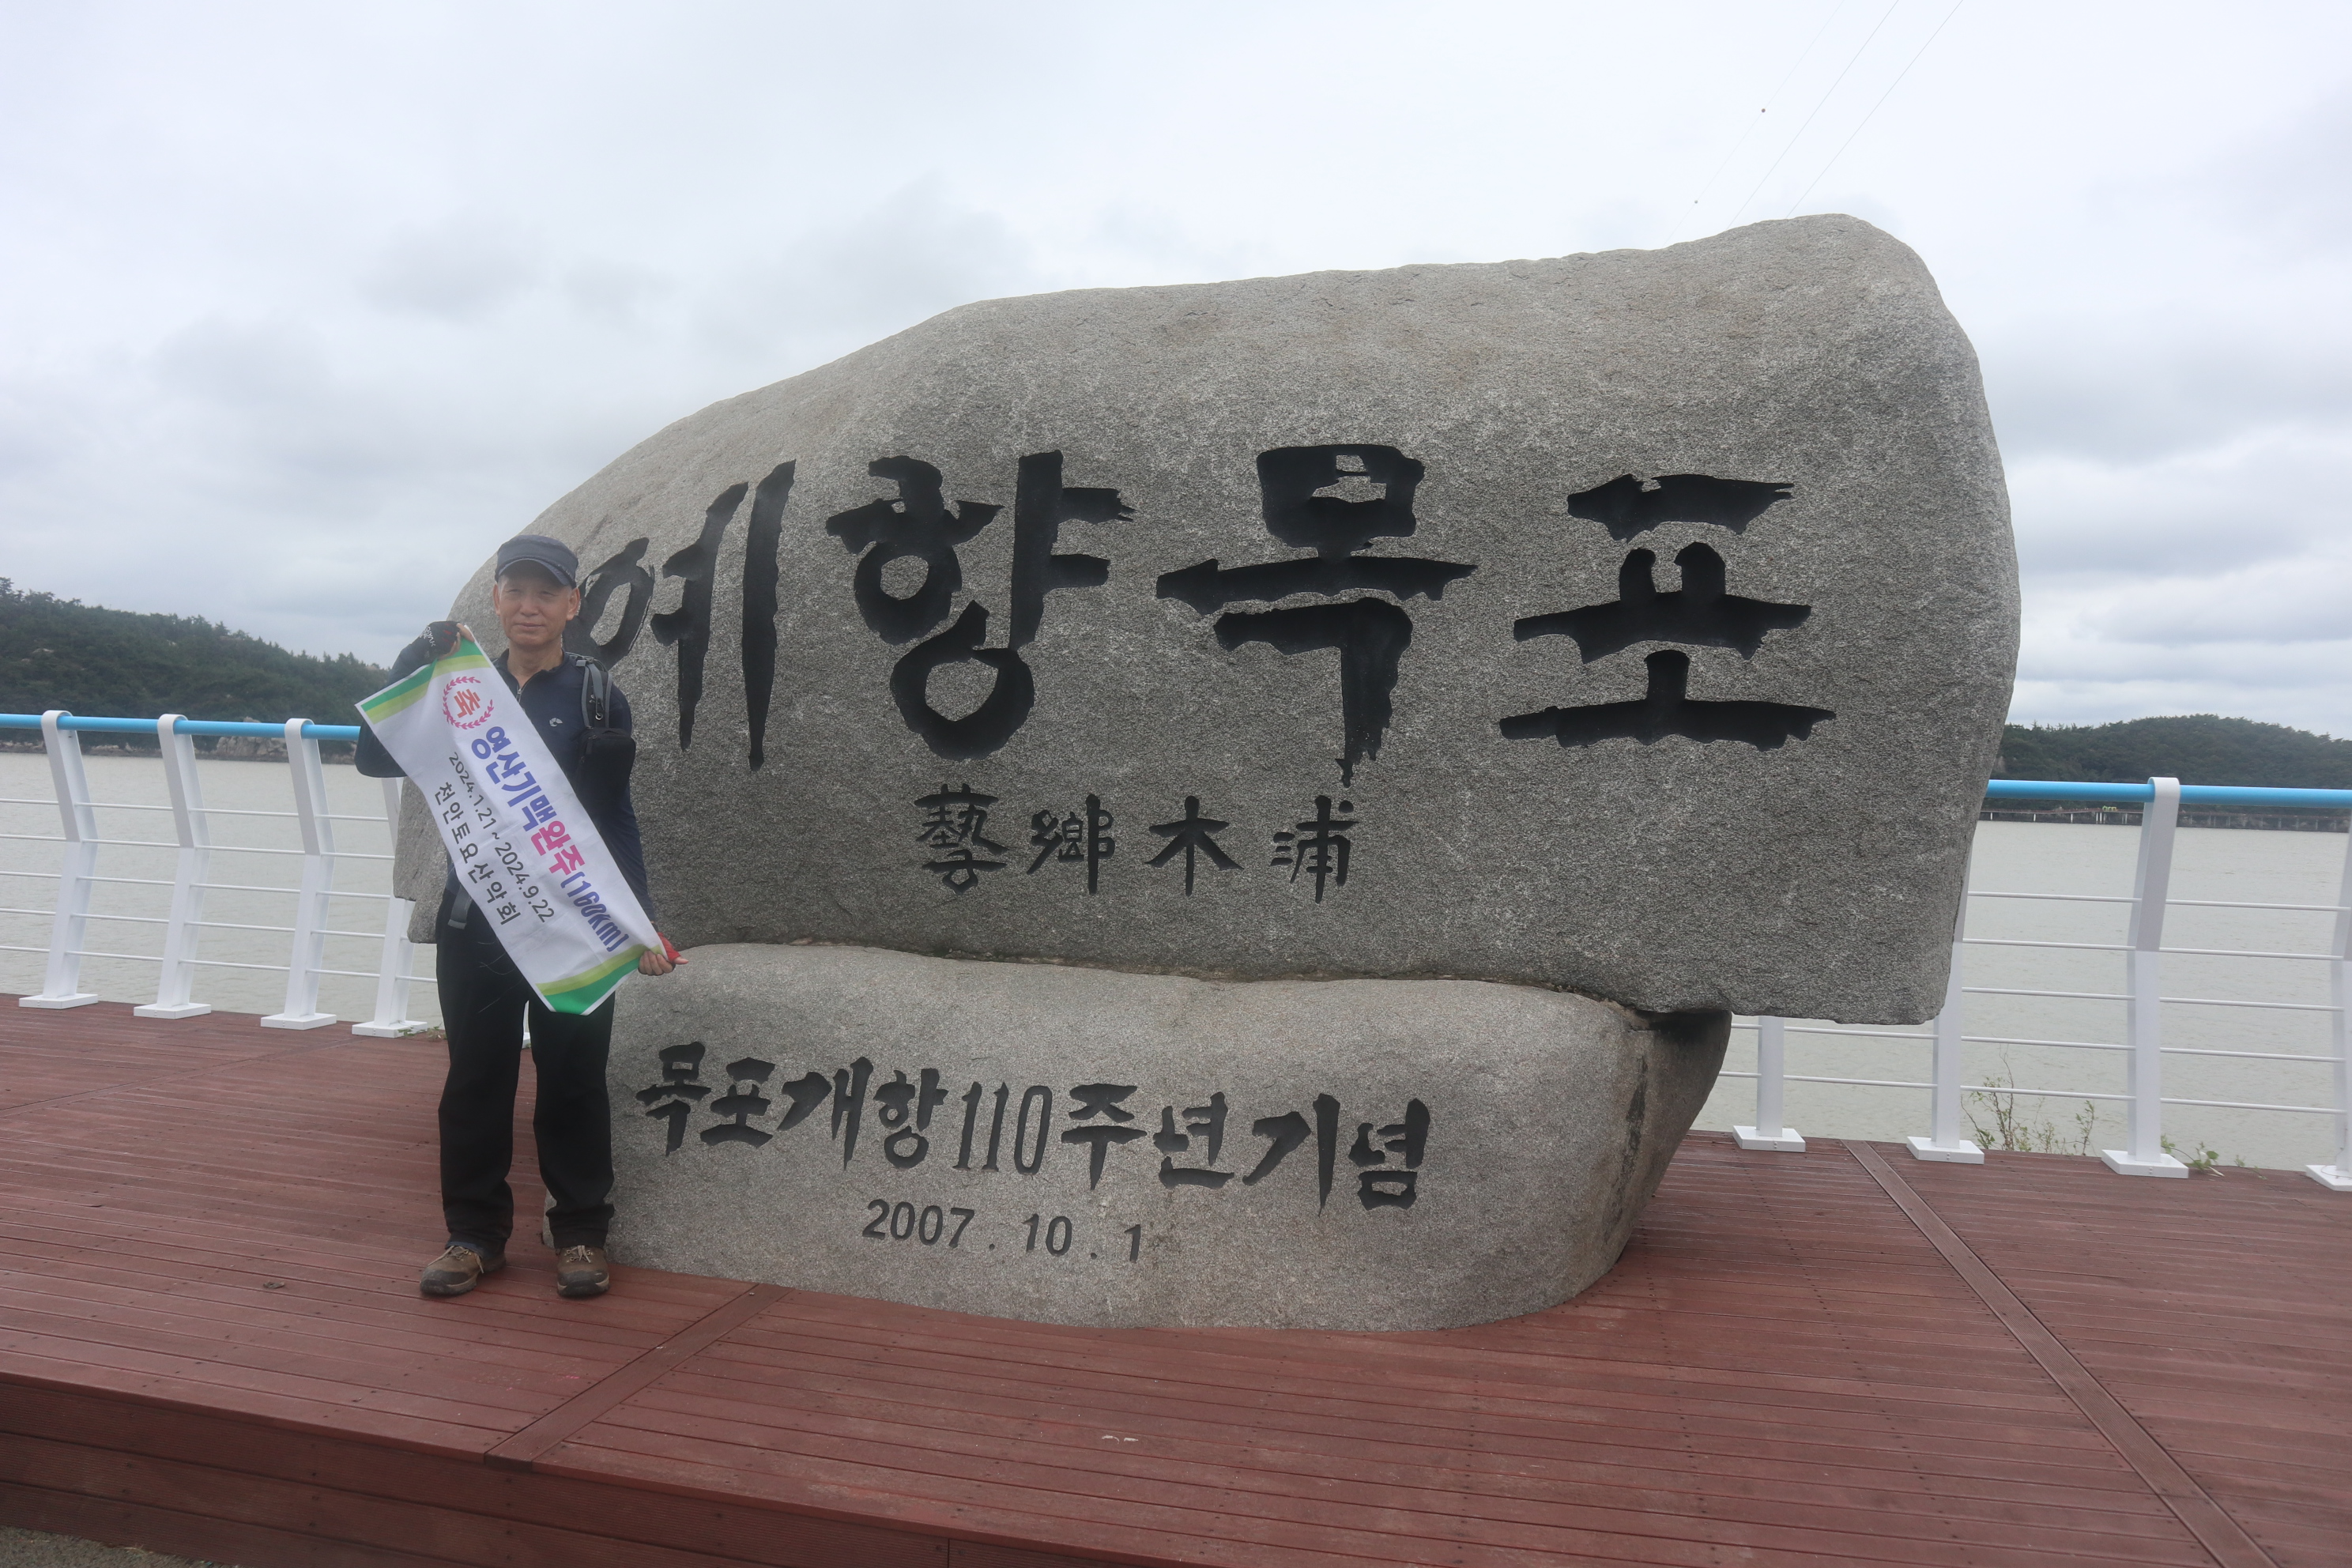 예향목포
藝鄕木浦
목포개항110주년기념
2007.10.1
축
영산기맥완주(160km)
2024.1.21~2024.9.22
천안토요산악회